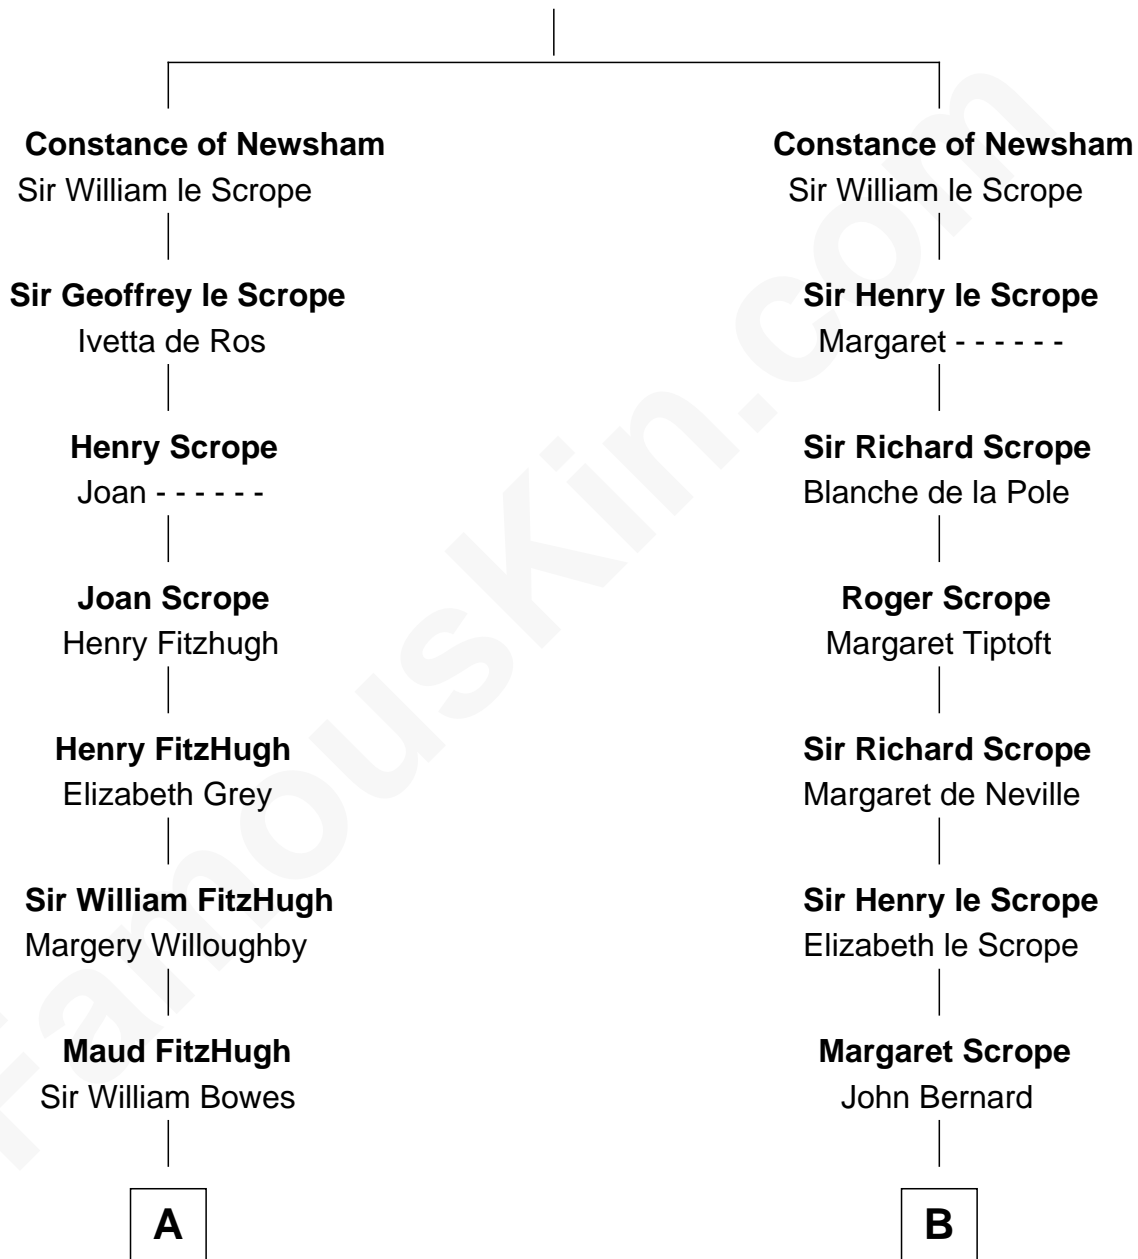 Constance of Newsham
Sir William le Scrope
Sir Geoffrey le Scrope
Ivetta de Ros
Henry Scrope
Joan - - - - - -
Joan Scrope
Henry Fitzhugh
Henry FitzHugh
Elizabeth Grey
Sir William FitzHugh
Margery Willoughby
Maud FitzHugh
Sir William Bowes
A
Constance of Newsham
Sir William le Scrope
Sir Henry le Scrope
Margaret - - - - - -
Sir Richard Scrope
Blanche de la Pole
Roger Scrope
Margaret Tiptoft
Sir Richard Scrope
Margaret de Neville
Sir Henry le Scrope
Elizabeth le Scrope
Margaret Scrope
John Bernard
B
FamousKin.com